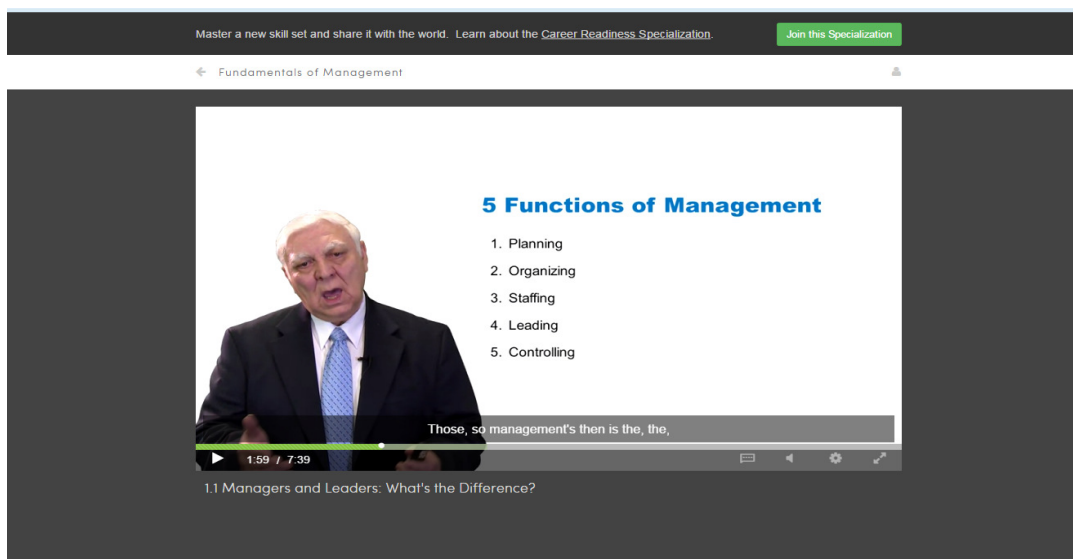 Master a new skill set and share it with the world. Learn about the Career Readiness Specialization.
Join this Specialization
Fundamentals of Management
5 Functions of Management
1. Planning
2. Organizing
3. Staffing
4. Leading
5. Controlling
Those, so management's then is the, the,
1:59 / 7:39
1.1 Managers and Leaders: What's the Difference?